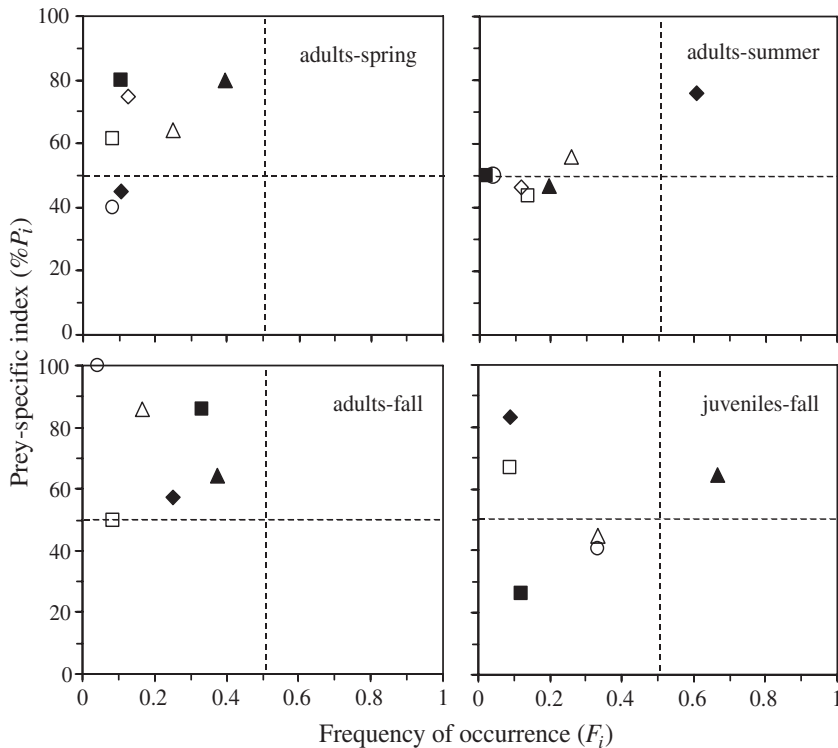 100
80
60
40
20
0
adults-spring
adults-summer
Prey-specific index (%Pi)
100
80
60
40
20
0
adults-fall
juveniles-fall
0 0.2 0.4 0.6 0.8 1
0 0.2 0.4 0.6 0.8 1
Frequency of occurrence (Fi)